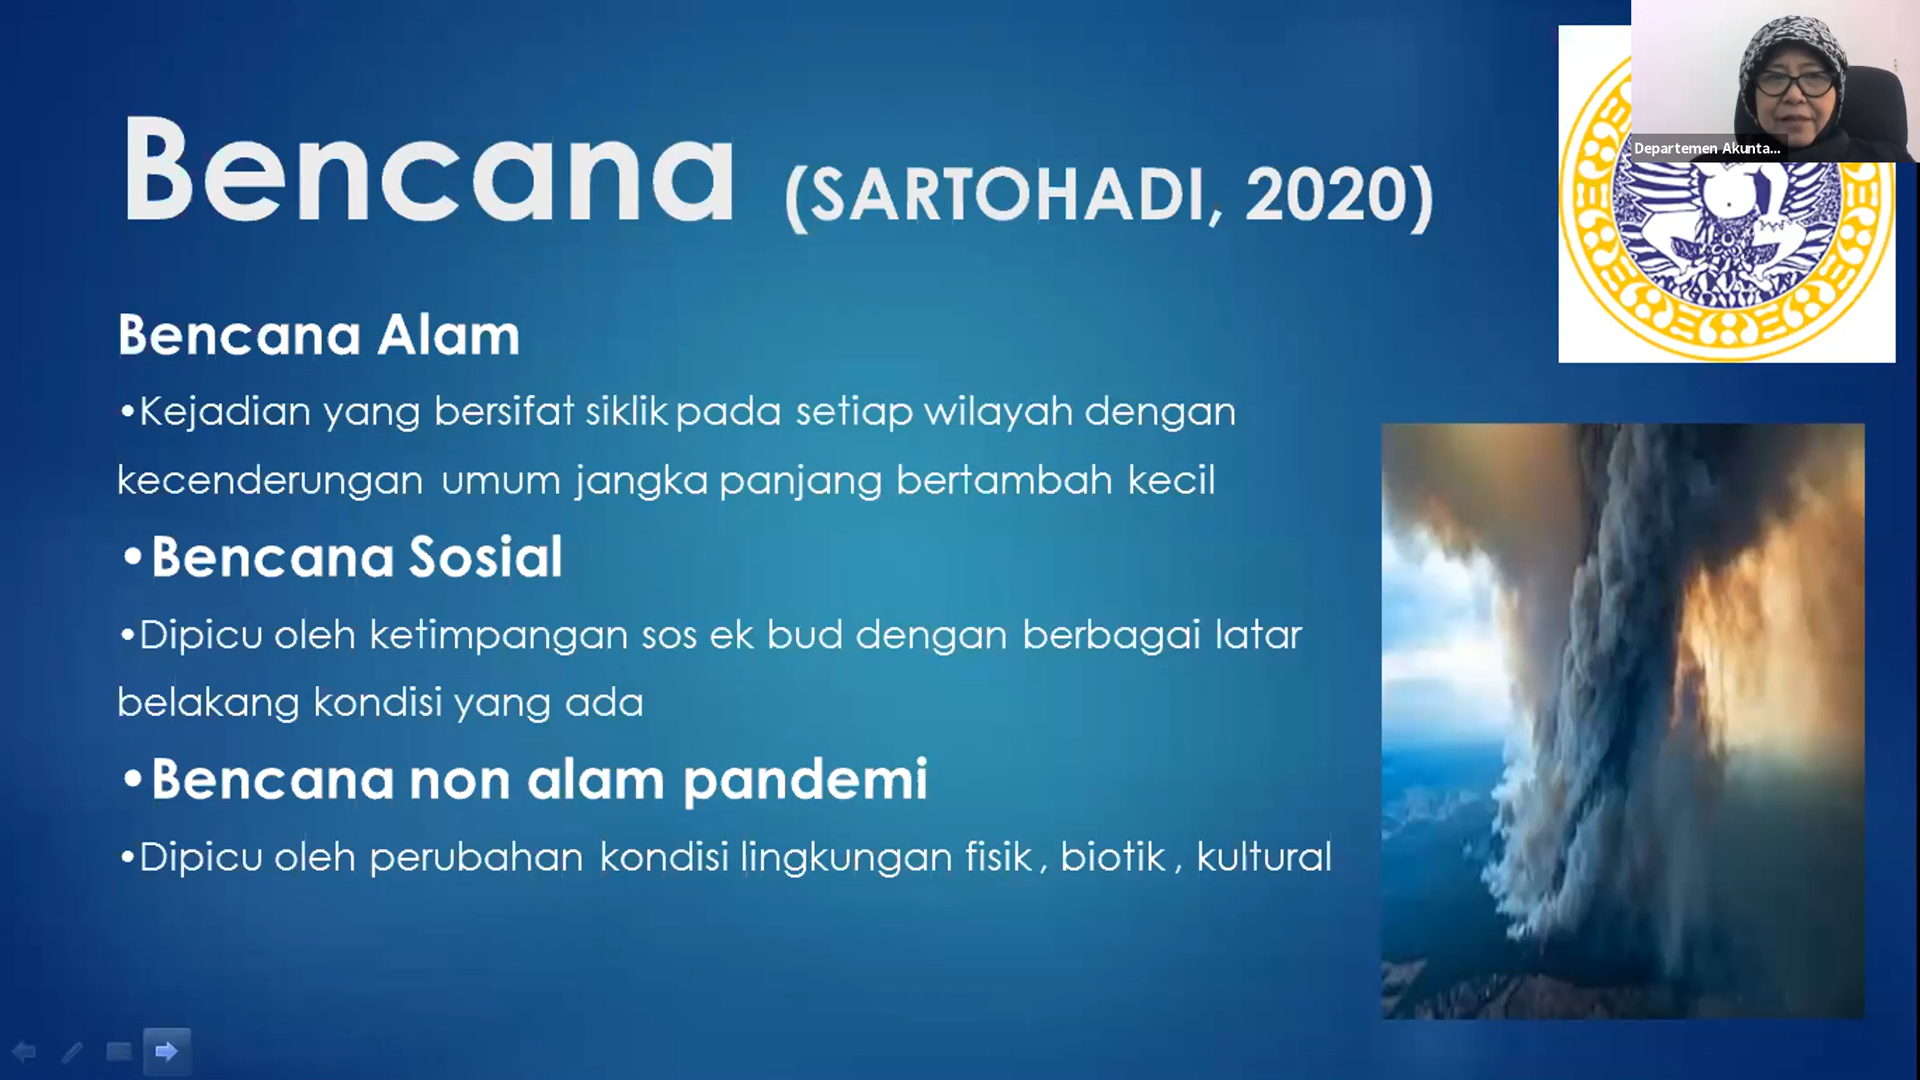 Bencana (SARTOHADI, 2020)
Departemen Akunta...
Bencana Alam
•Kejadian yang bersifat siklik pada setiap wilayah dengan
kecenderungan umum jangka panjang bertambah kecil
•Bencana Sosial
•Dipicu oleh ketimpangan sos ek bud dengan berbagai latar
belakang kondisi yang ada
•Bencana non alam pandemi
•Dipicu oleh perubahan kondisi lingkungan fisik , biotik , kultural